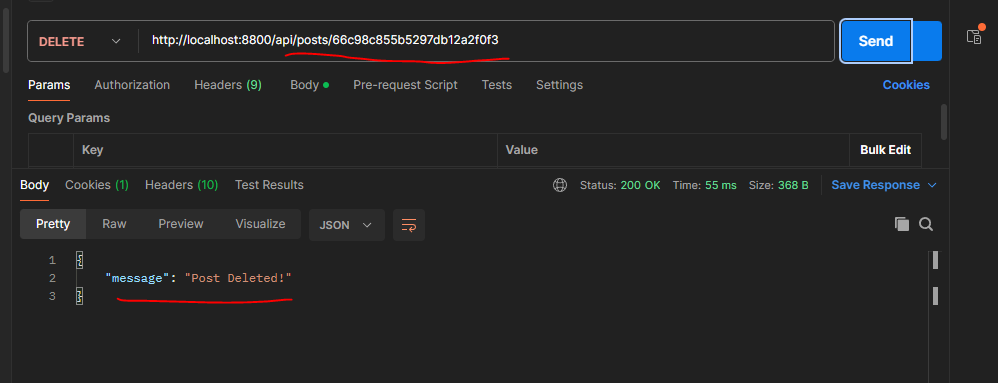 DELETE http://localhost:8800/api/posts/66c98c855b5297db12a2f0f3 Send
Params Authorization Headers (9) Body Pre-request Script Tests Settings Cookies
Query Params
Key Value Bulk Edit
Body Cookies (1) Headers (10) Test Results Status: 200 OK Time: 55 ms Size: 368 B Save Response
Pretty Raw Preview Visualize JSON
1 {
2 "message": "Post Deleted!"
3 }